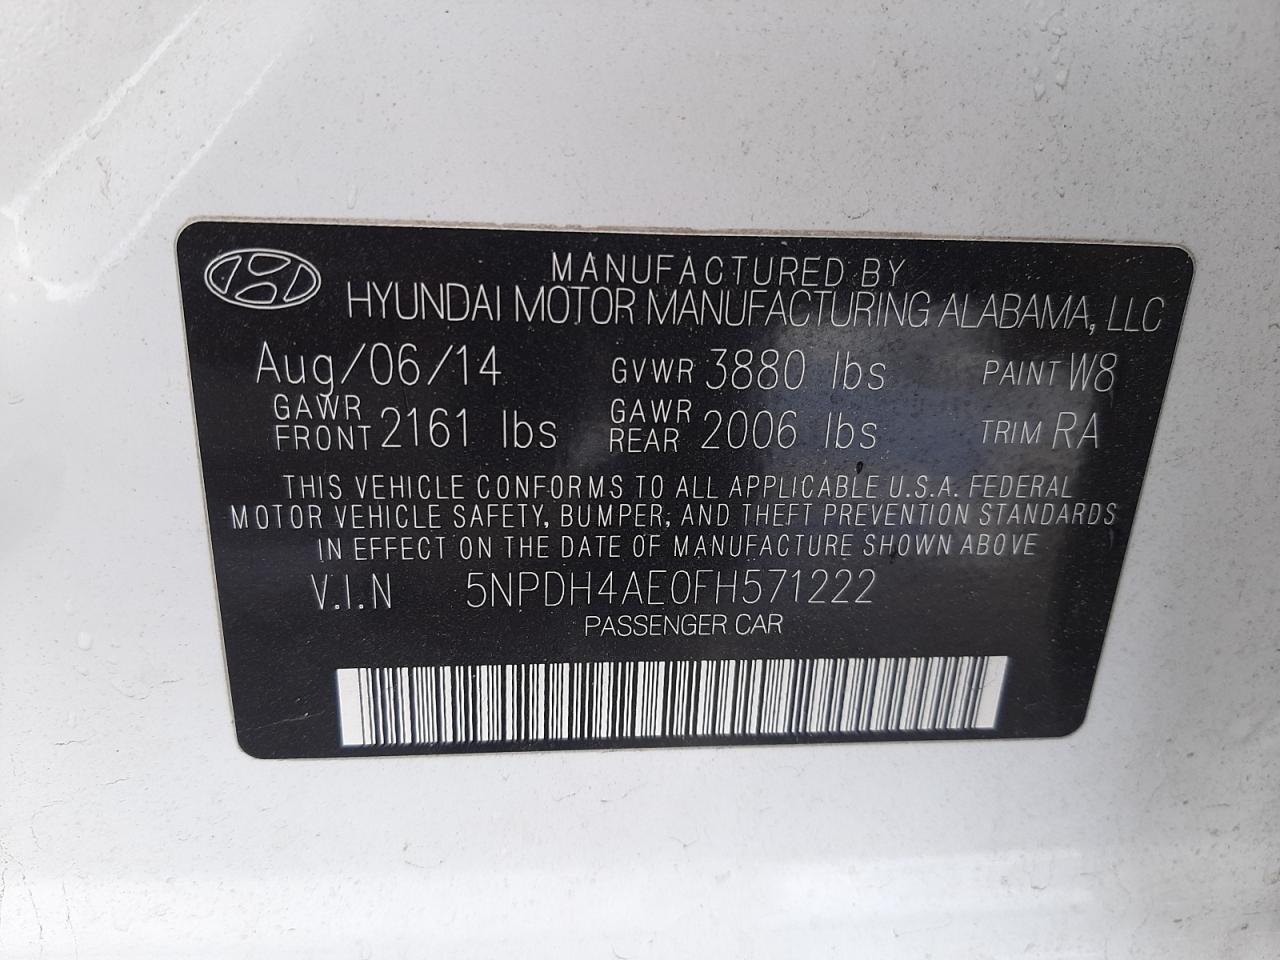 MANUFACTURED BY
HYUNDAI MOTOR MANUFACTURING ALABAMA, LLC
Aug/06/14 GVWR 3880 lbs PAINT W8
GAWR FRONT 2161 lbs GAWR REAR 2006 lbs TRIM RA
THIS VEHICLE CONFORMS TO ALL APPLICABLE U.S.A. FEDERAL
MOTOR VEHICLE SAFETY, BUMPER, AND THEFT PREVENTION STANDARDS
IN EFFECT ON THE DATE OF MANUFACTURE SHOWN ABOVE
V.I.N 5NPDH4AE0FH571222
PASSENGER CAR